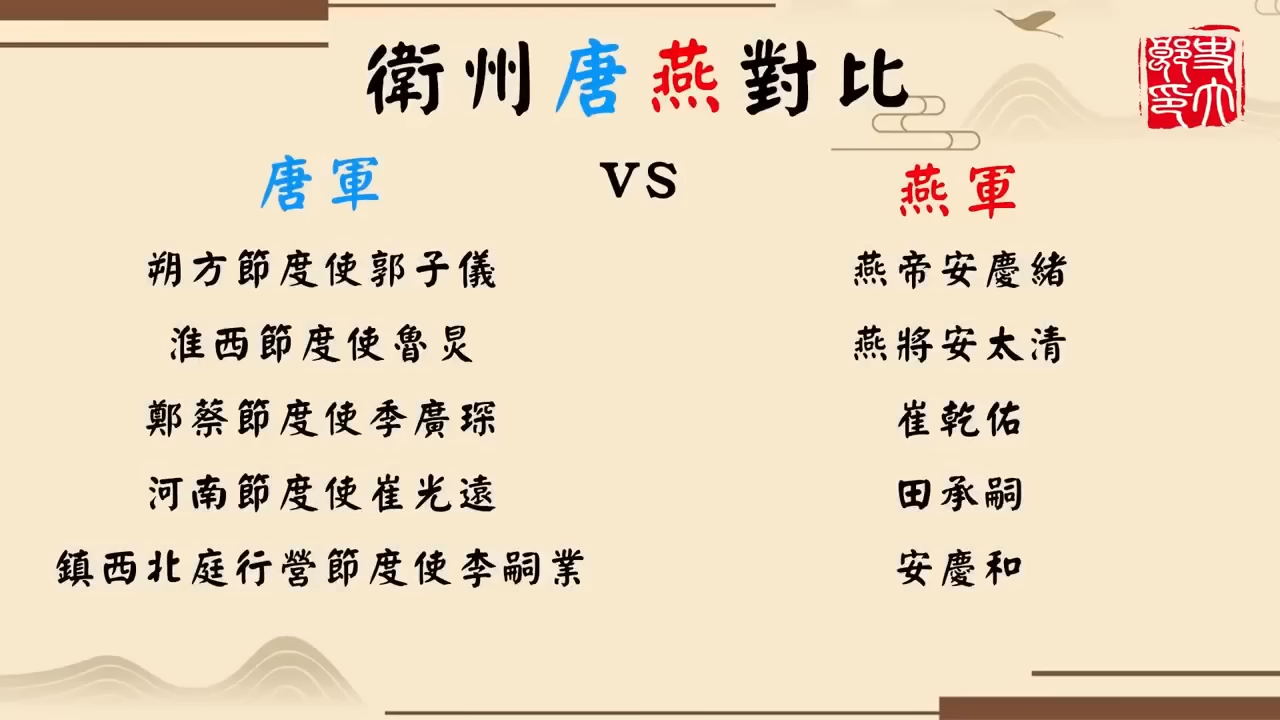 衛州唐燕對比
唐軍 vs 燕軍
朔方節度使郭子儀
淮西節度使魯炅
鄭蔡節度使季廣琛
河南節度使崔光遠
鎮西北庭行營節度使李嗣業
燕帝安慶緒
燕將安太清
崔乾佑
田承嗣
安慶和